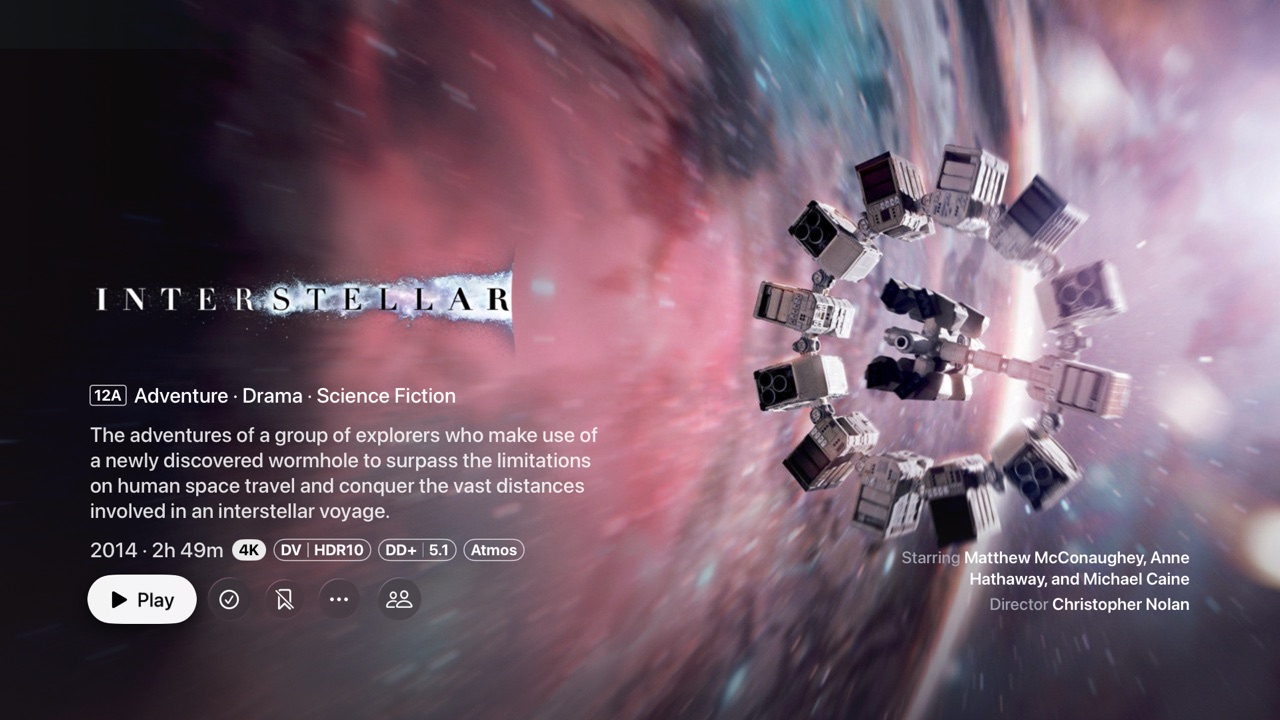 INTERSTELLAR
12A Adventure · Drama · Science Fiction
The adventures of a group of explorers who make use of
a newly discovered wormhole to surpass the limitations
on human space travel and conquer the vast distances
involved in an interstellar voyage.
2014 · 2h 49m 4K DV | HDR10 DD+ | 5.1 Atmos
Play
Starring Matthew McConaughey, Anne
Hathaway, and Michael Caine
Director Christopher Nolan